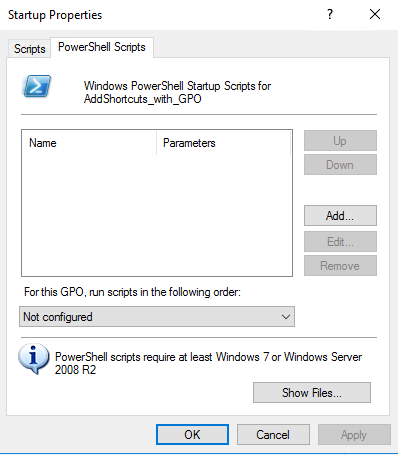 Startup Properties
Scripts
PowerShell Scripts
Windows PowerShell Startup Scripts for
AddShortcuts_with_GPO
Name
Parameters
Up
Down
Add...
Edit...
Remove
For this GPO, run scripts in the following order:
Not configured
PowerShell scripts require at least Windows 7 or Windows Server
2008 R2
Show Files...
OK
Cancel
Apply